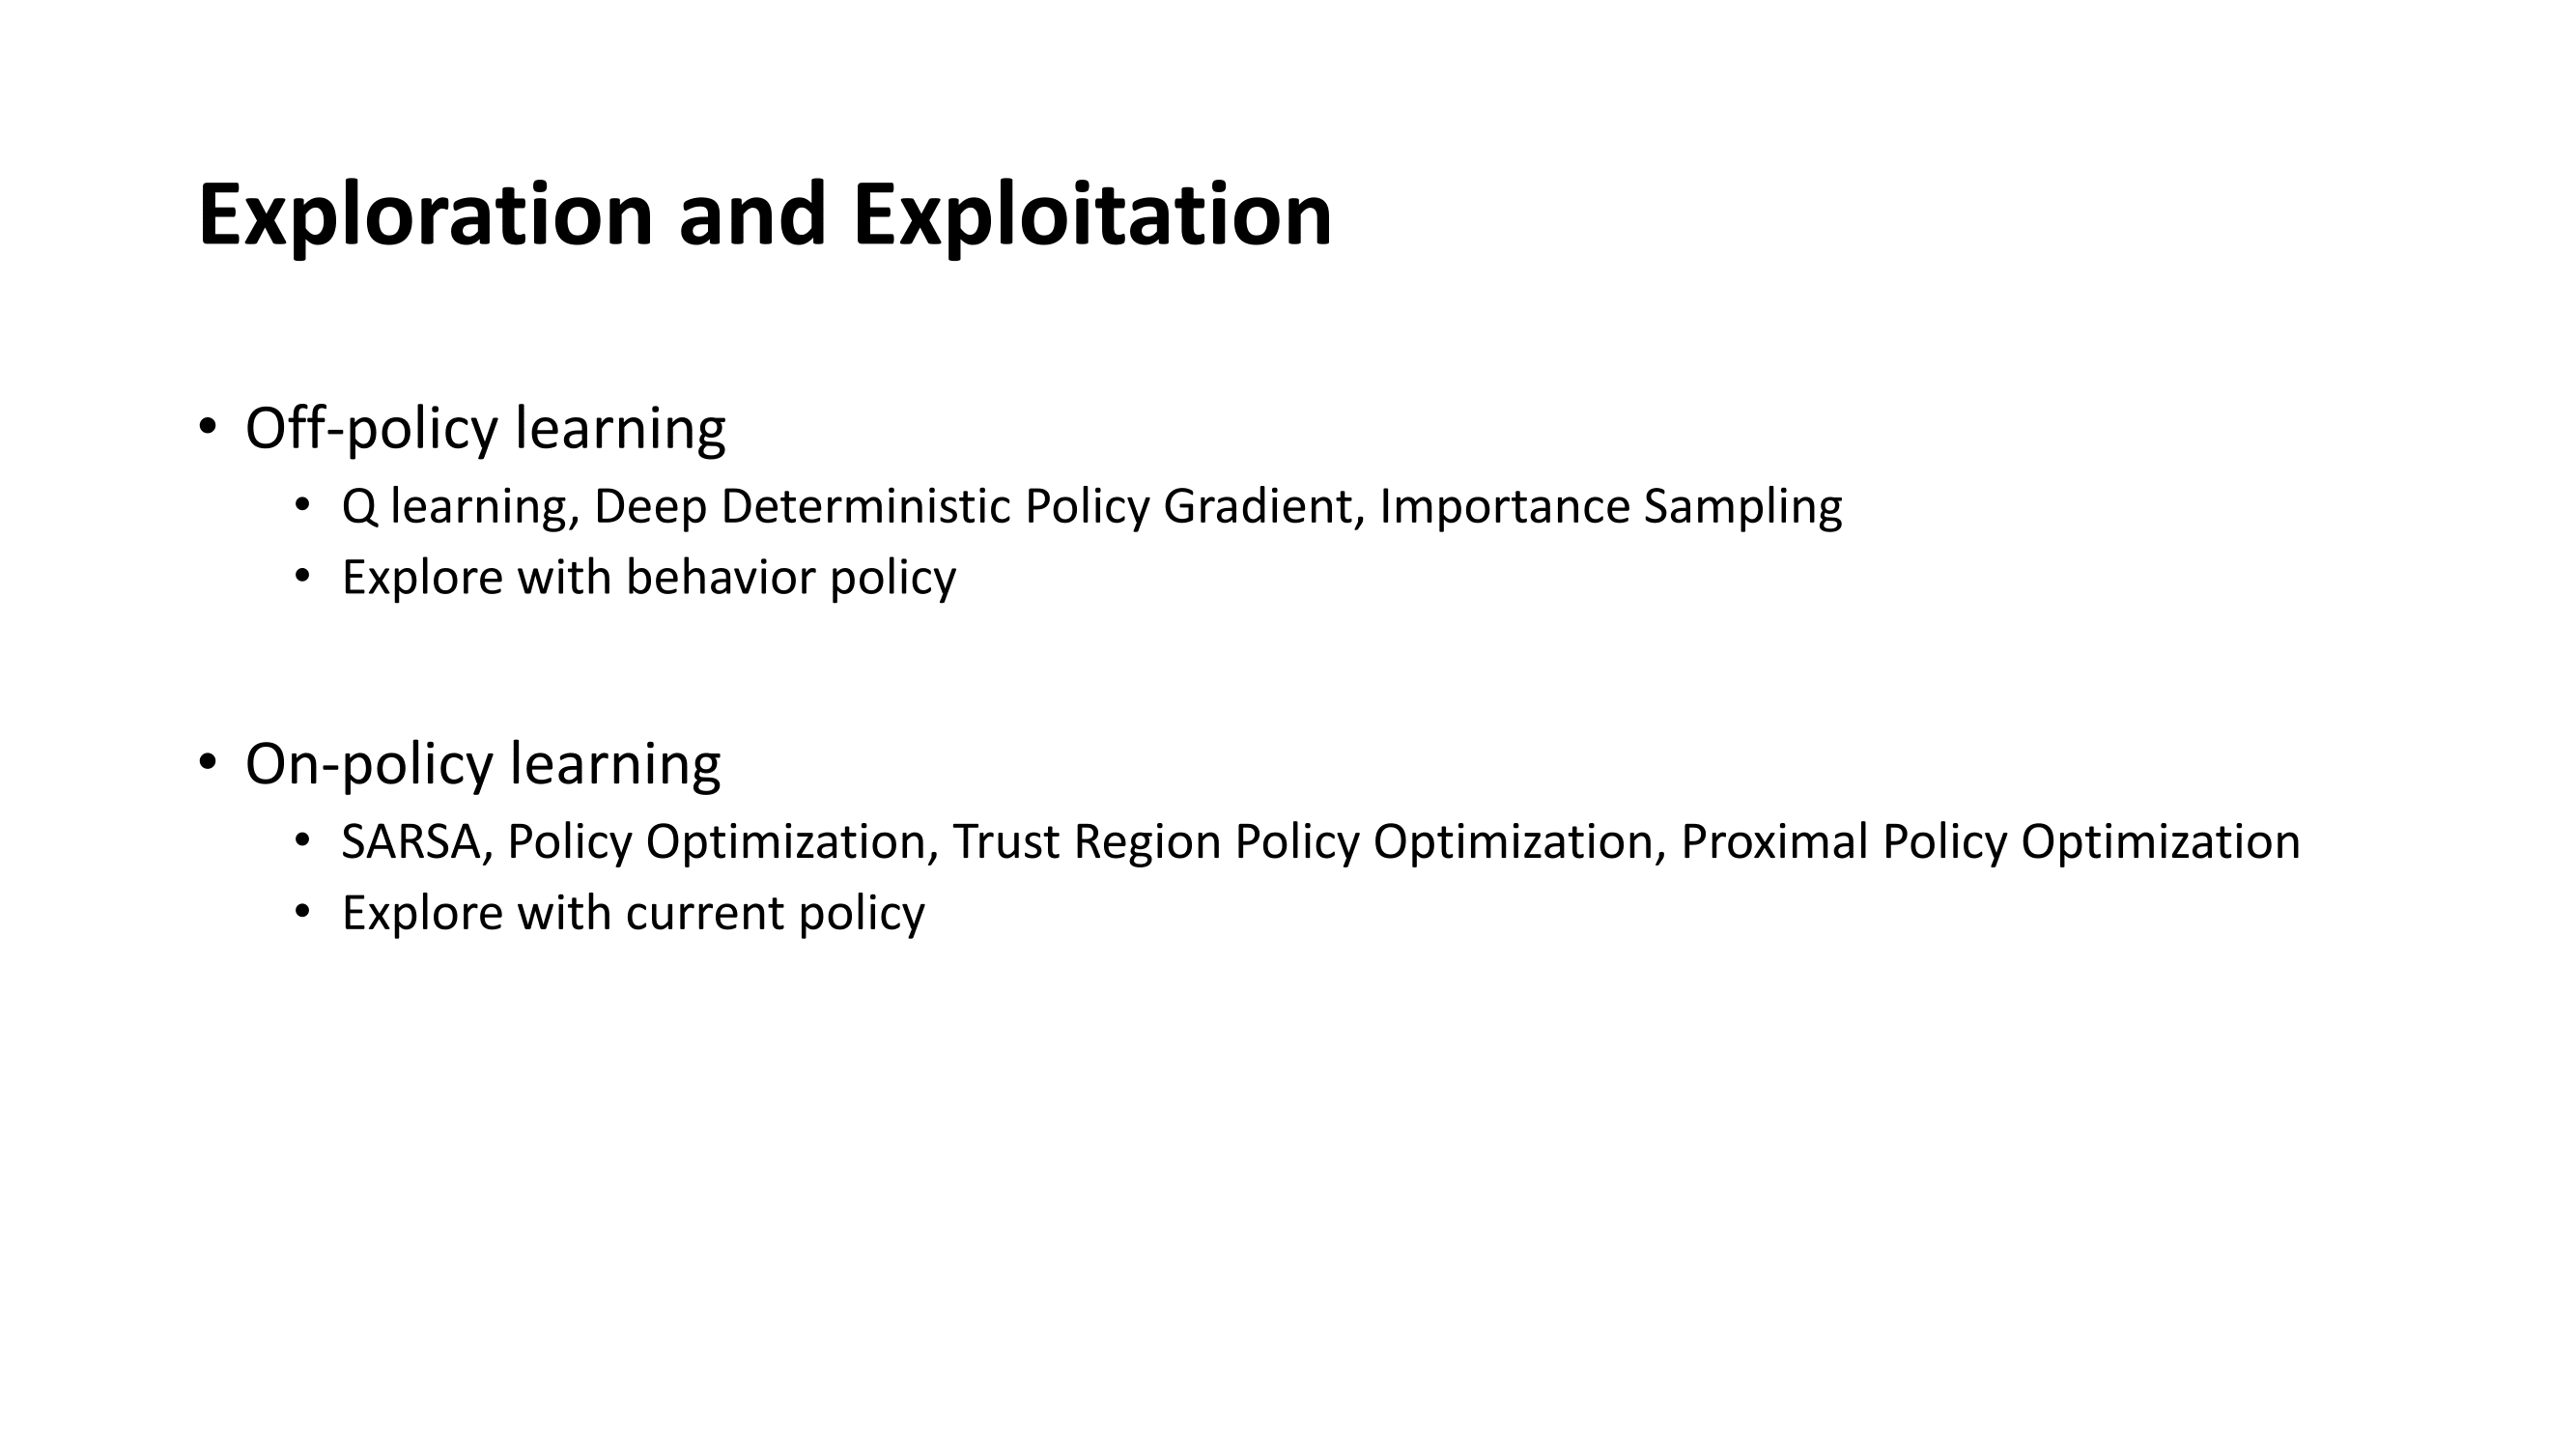 Exploration and Exploitation
• Off-policy learning
• Q learning, Deep Deterministic Policy Gradient, Importance Sampling
• Explore with behavior policy
• On-policy learning
• SARSA, Policy Optimization, Trust Region Policy Optimization, Proximal Policy Optimization
• Explore with current policy